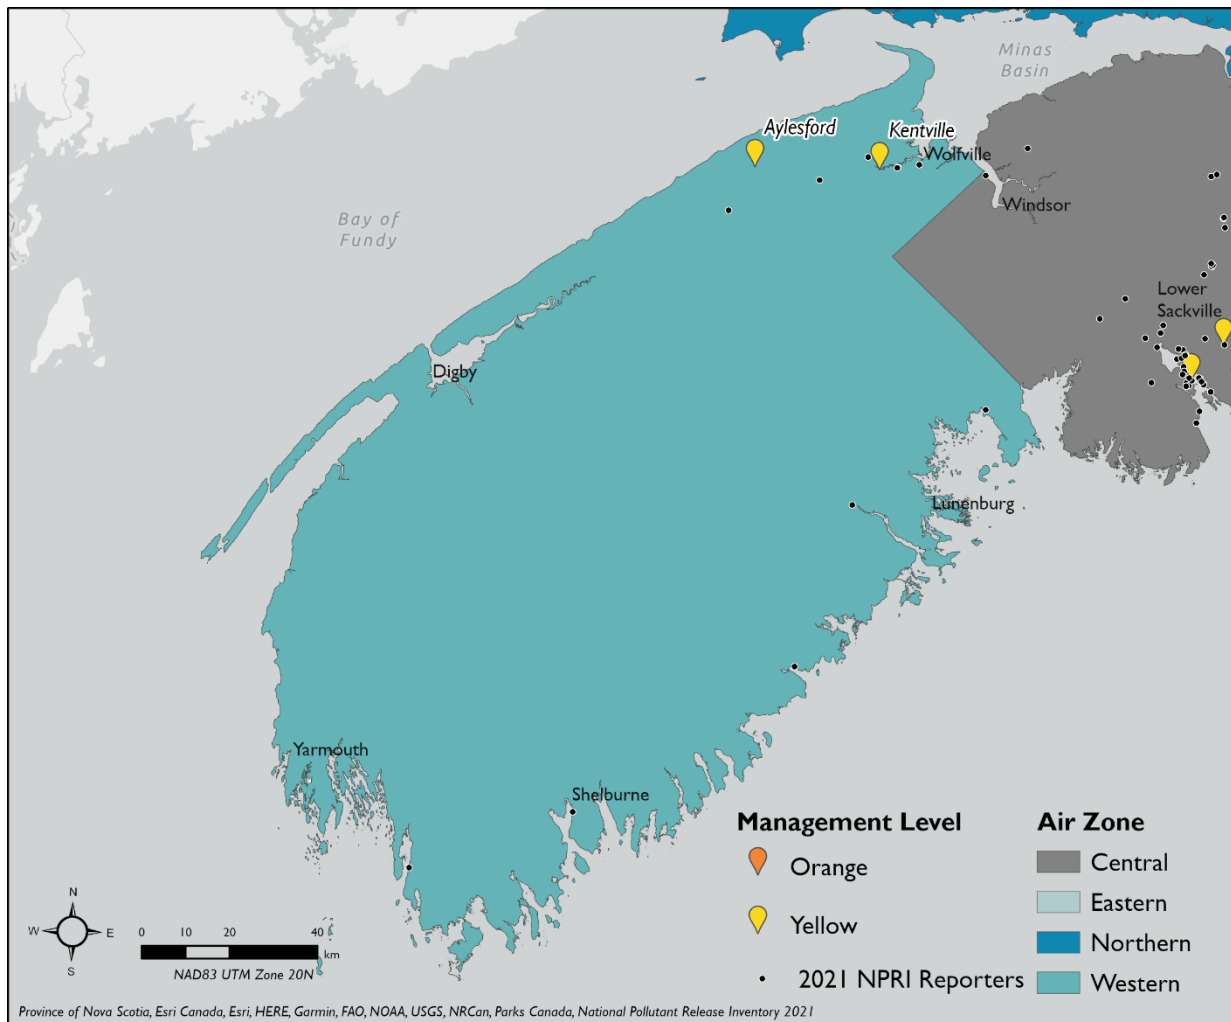 Minas
Basin
Aylesford
Kentville
Wolfville
Windsor
Bay of
Fundy
Lower
Sackville
Digby
Lunenburg
Yarmouth
Shelburne
Management Level
Orange
Yellow
2021 NPRI Reporters
Air Zone
Central
Eastern
Northern
Western
N
W
E
S
0 10 20 40
km
NAD83 UTM Zone 20N
Province of Nova Scotia, Esri Canada, Esri, HERE, Garmin, FAO, NOAA, USGS, NRCan, Parks Canada, National Pollutant Release Inventory 2021